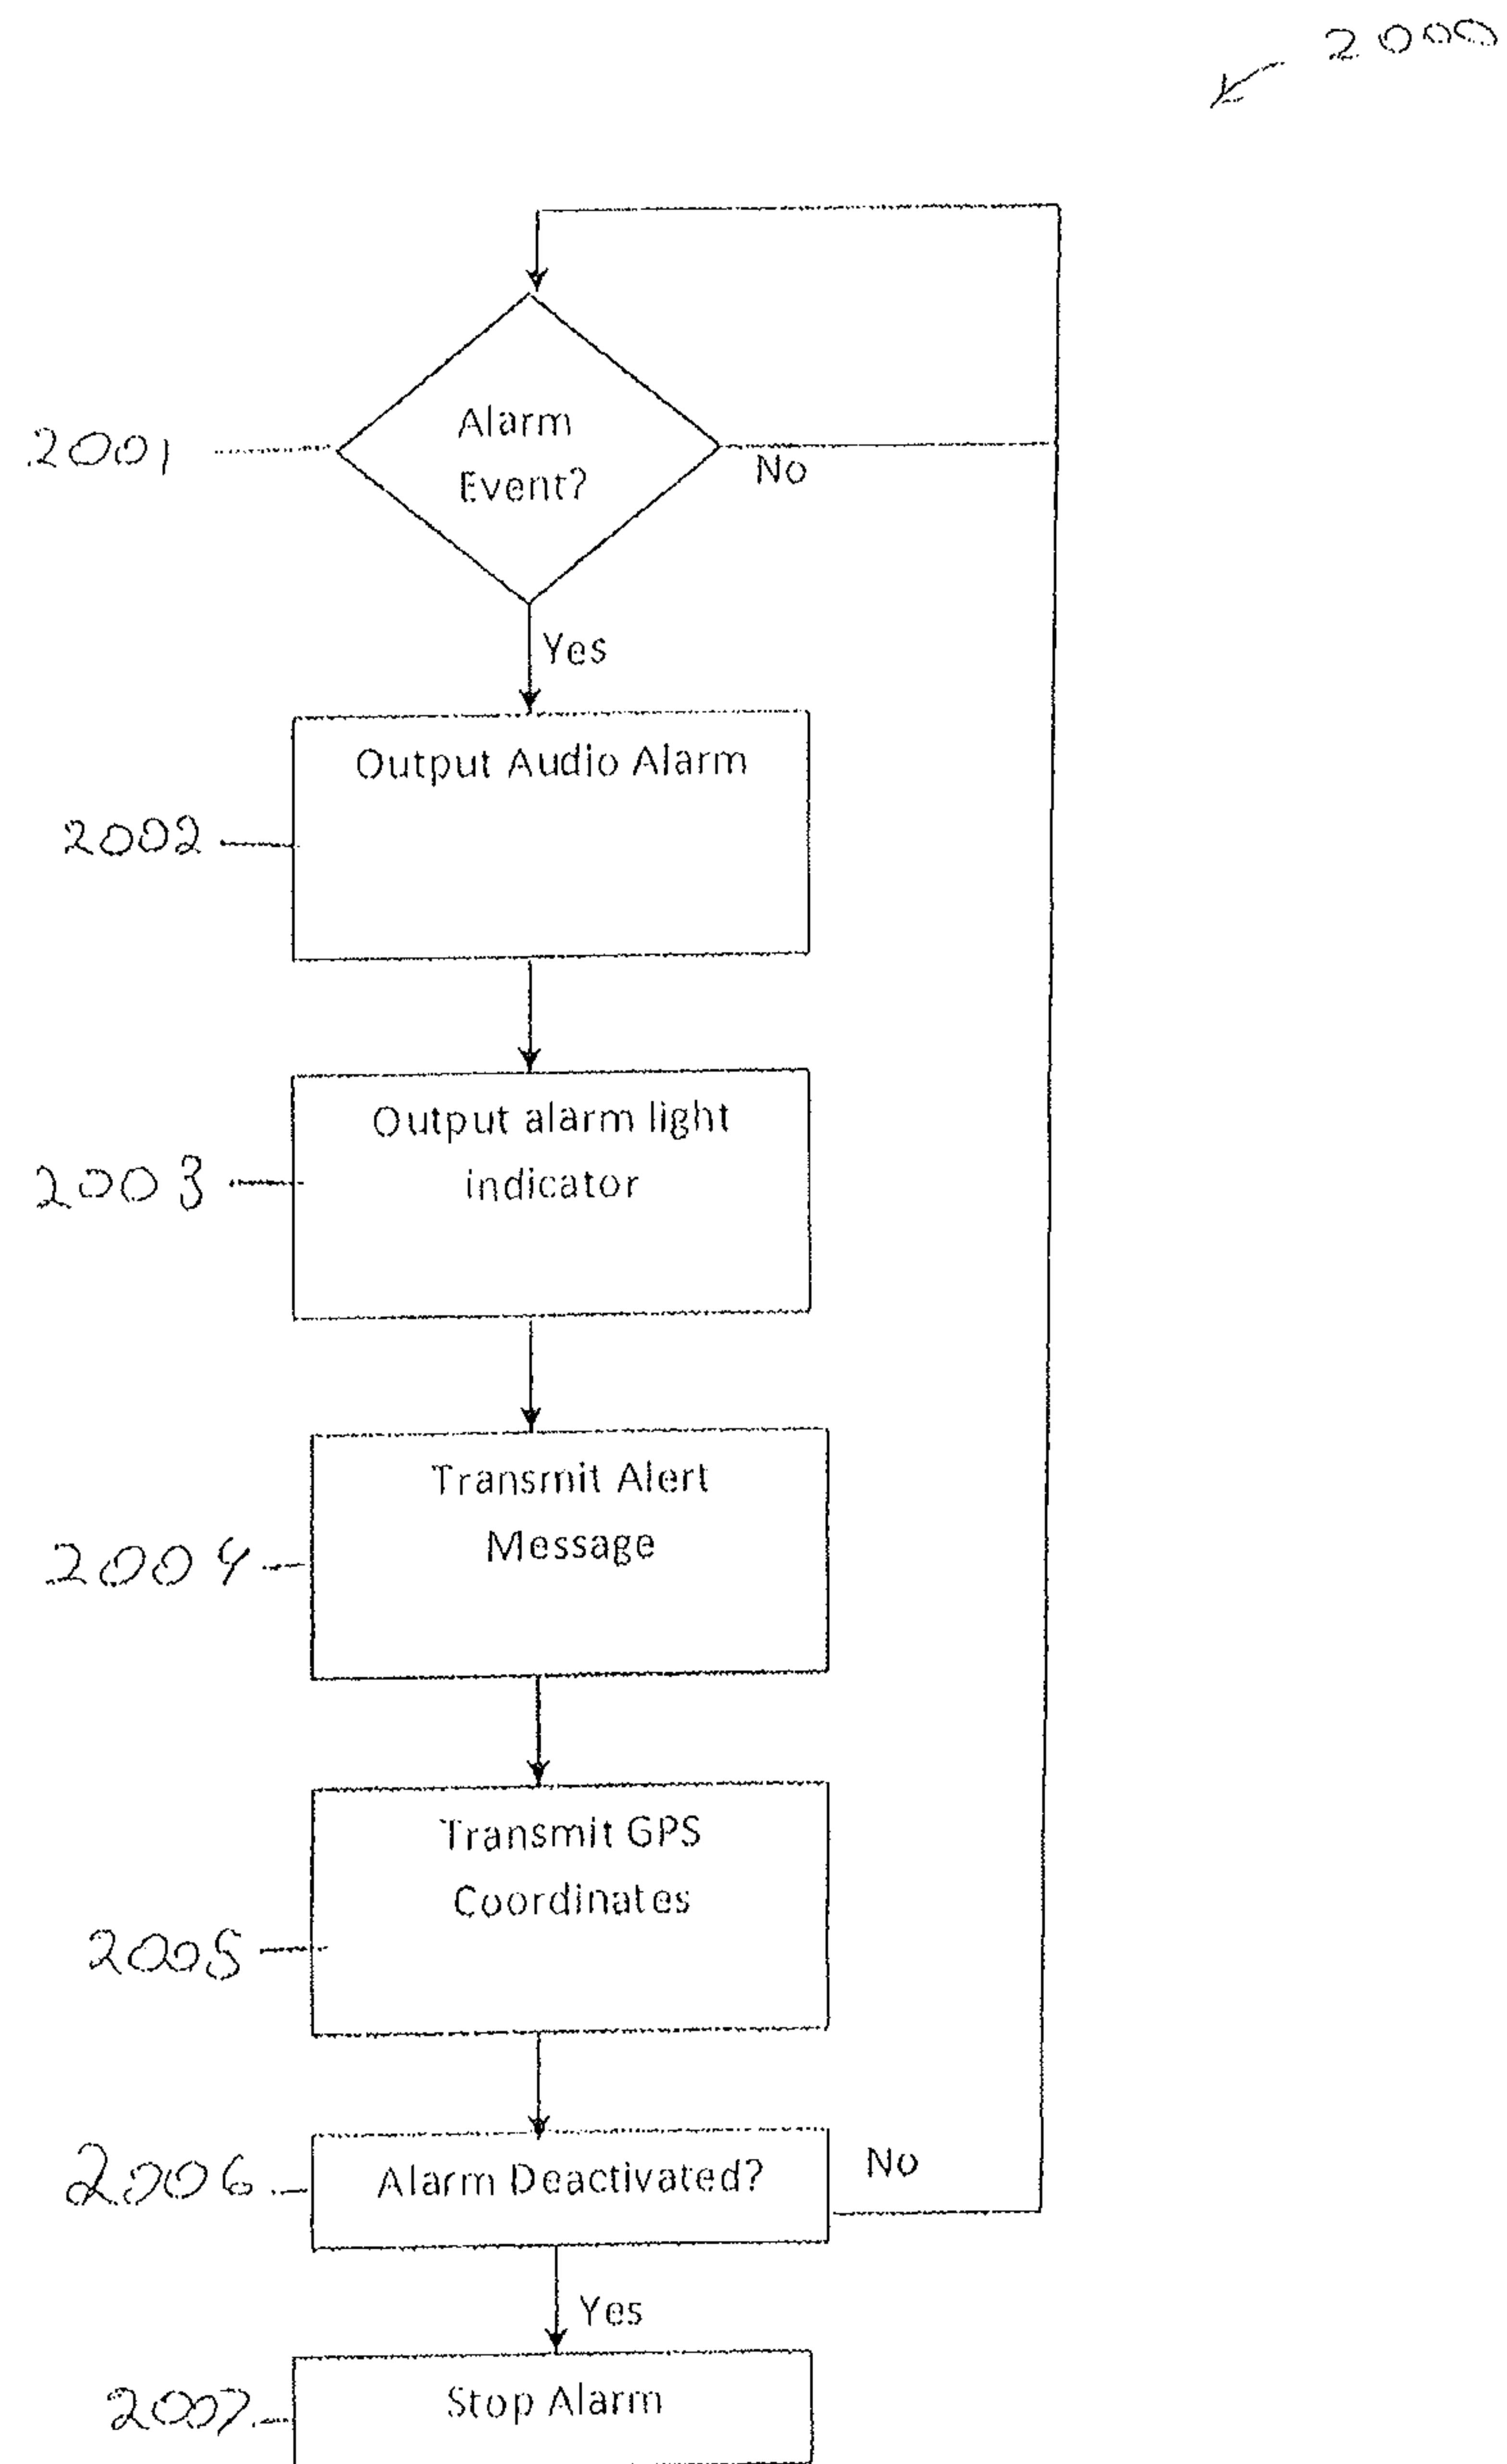 2000
Alarm
Event?
2001
No
Yes
Output Audio Alarm
2002
Output alarm light
indicator
2003
Transmit Alert
Message
2004
Transmit GPS
Coordinates
2005
Alarm Deactivated?
2006
No
Yes
Stop Alarm
2007